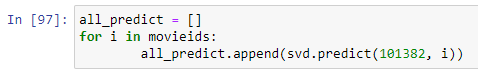 In [97]: all_predict = []
for i in movieids:
        all_predict.append(svd.predict(101382, i))